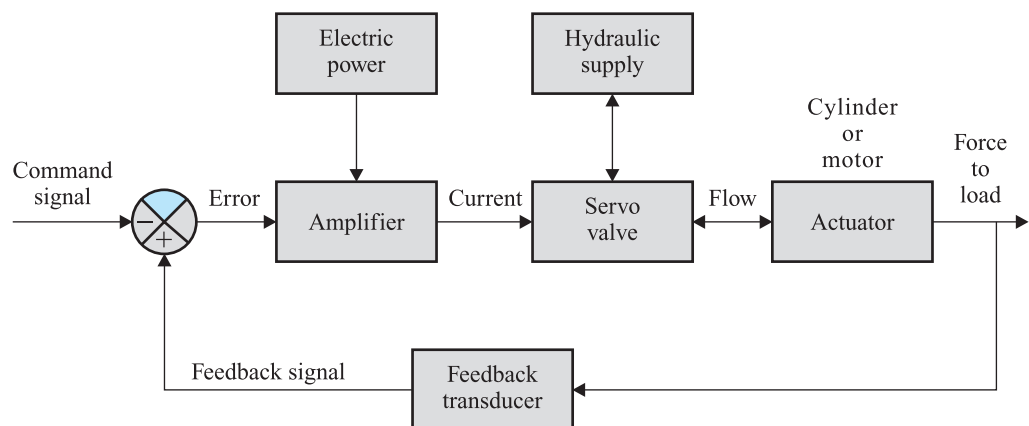 Electric
power
Hydraulic
supply
Cylinder
or
motor
Force
to
load
Command
signal
Error
Amplifier
Current
Servo
valve
Flow
Actuator
−
+
Feedback signal
Feedback
transducer